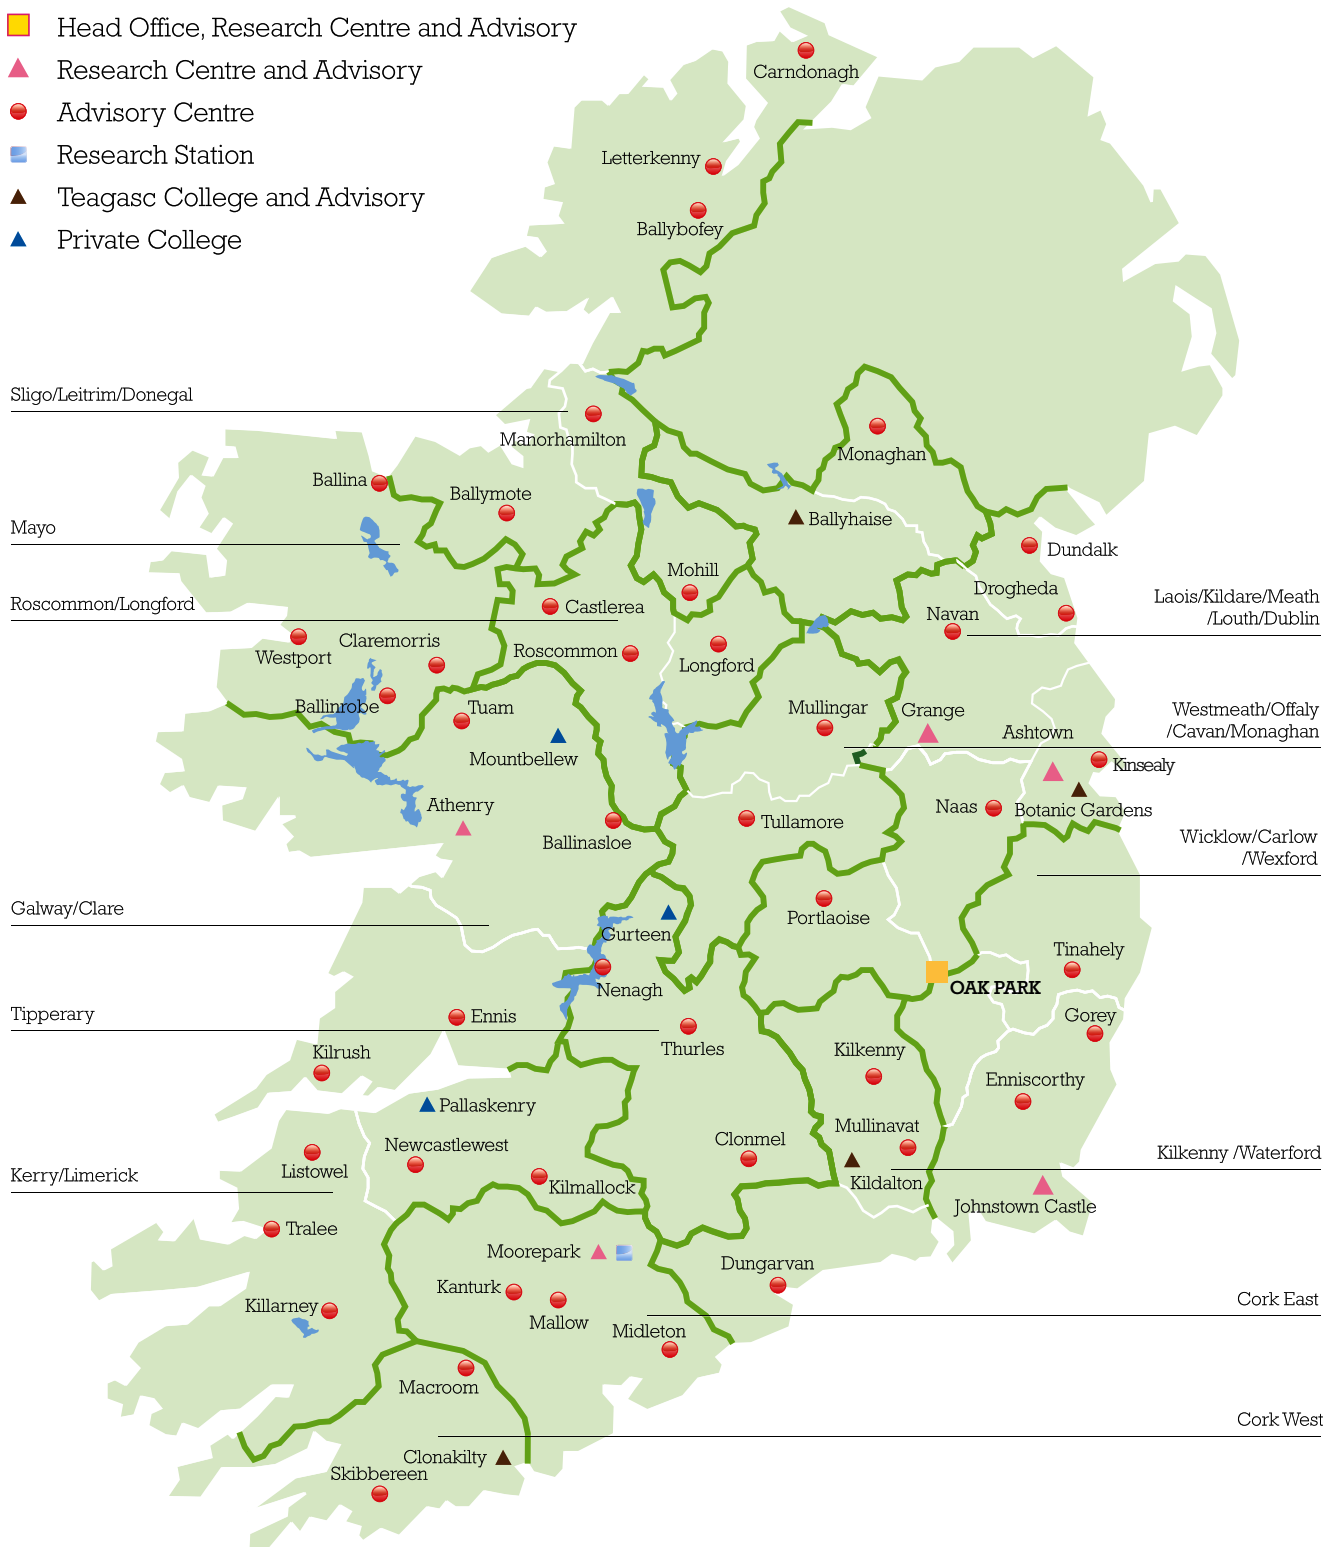 Head Office, Research Centre and Advisory
Research Centre and Advisory
Advisory Centre
Research Station
Teagasc College and Advisory
Private College
Carndonagh
Letterkenny
Ballybofey
Sligo/Leitrim/Donegal
Manorhamilton
Monaghan
Ballina
Ballymote
Ballyhaise
Mayo
Dundalk
Mohill
Drogheda
Roscommon/Longford
Castlerea
Navan
Laois/Kildare/Meath
/Louth/Dublin
Westport
Claremorris
Roscommon
Longford
Ballinrobe
Tuam
Mullingar
Grange
Westmeath/Offaly
/Cavan/Monaghan
Ashtown
Mountbellew
Kinsealy
Athenry
Naas
Botanic Gardens
Ballinasloe
Tullamore
Wicklow/Carlow
/Wexford
Galway/Clare
Portlaoise
Gurteen
Tinahely
Nenagh
OAK PARK
Tipperary
Ennis
Gorey
Thurles
Kilrush
Kilkenny
Enniscorthy
Pallaskenry
Newcastlewest
Clonmel
Mullinavat
Kilkenny /Waterford
Listowel
Kerry/Limerick
Kilmallock
Kildalton
Johnstown Castle
Tralee
Moorepark
Dungarvan
Kanturk
Killarney
Mallow
Cork East
Midleton
Macroom
Cork West
Clonakilty
Skibbereen